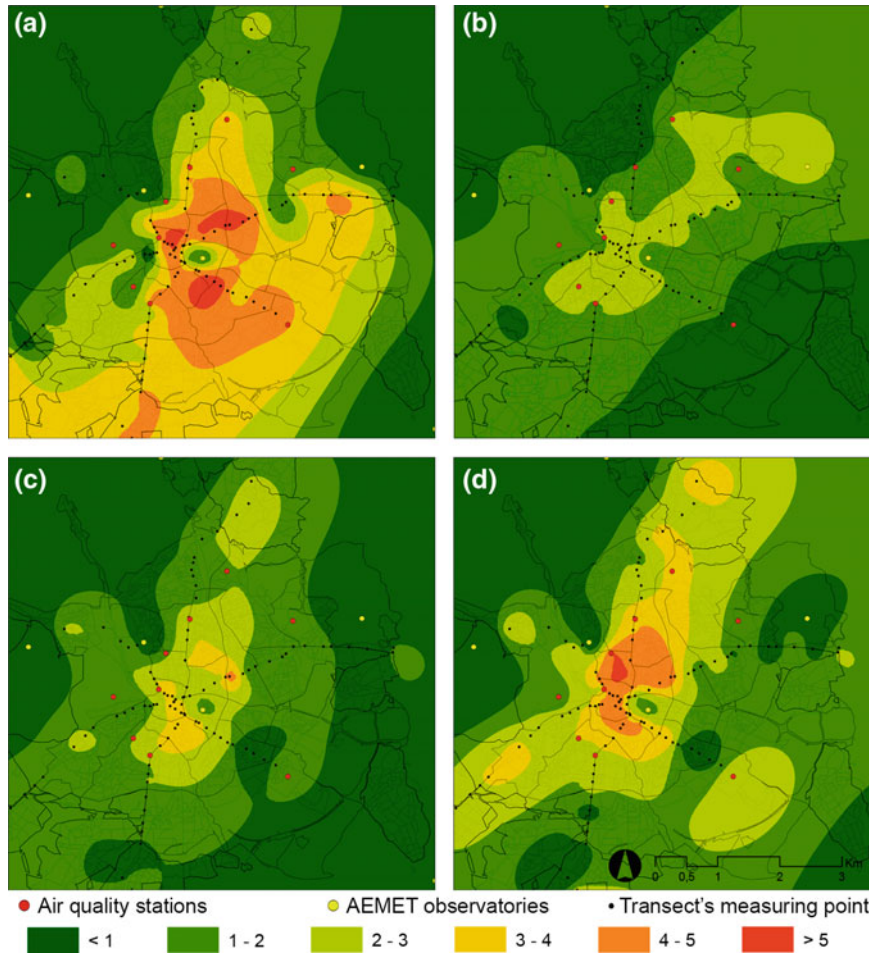 (a)
(b)
(c)
(d)
0 0,5 1 2 3 Km
Air quality stations AEMET observatories Transect's measuring point
< 1 1 - 2 2 - 3 3 - 4 4 - 5 > 5